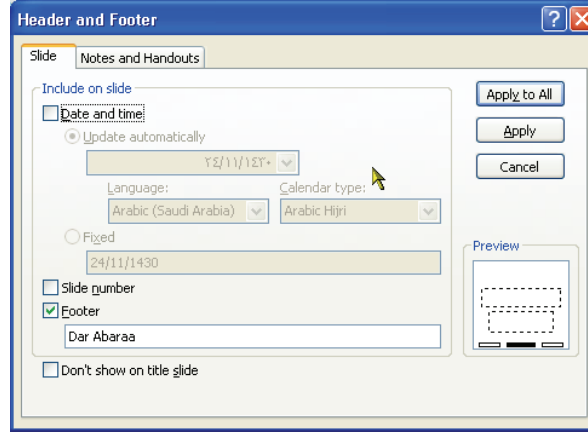 Header and Footer
Slide
Notes and Handouts
Include on slide
Date and time
Update automatically
٢٤/١١/١٤٣٠
Language:
Calendar type:
Arabic (Saudi Arabia)
Arabic Hijri
Fixed
24/11/1430
Slide number
Footer
Dar Abaraa
Don't show on title slide
Apply to All
Apply
Cancel
Preview